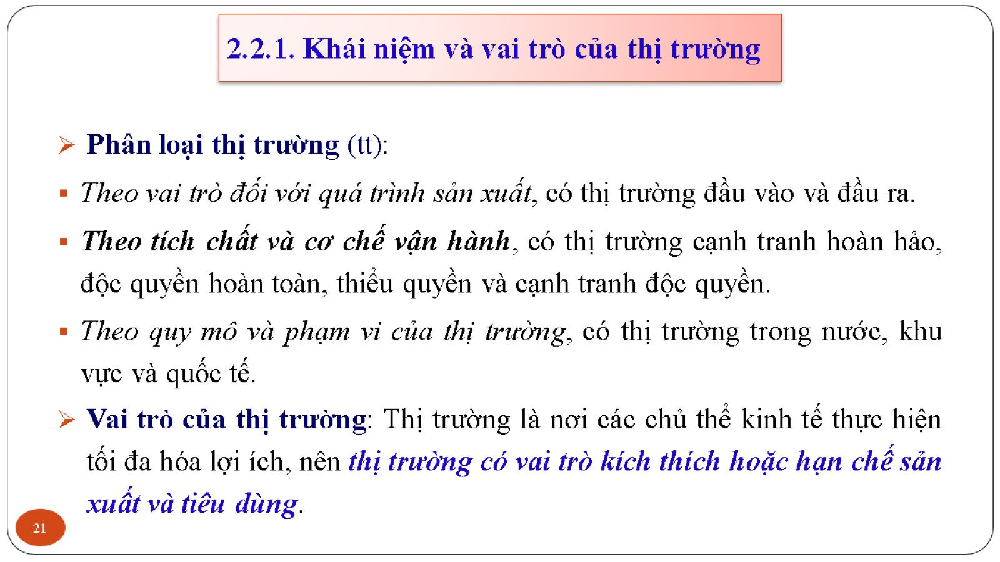 2.2.1. Khái niệm và vai trò của thị trường
➢ Phân loại thị trường (tt):
▪ Theo vai trò đối với quá trình sản xuất, có thị trường đầu vào và đầu ra.
▪ Theo tích chất và cơ chế vận hành, có thị trường cạnh tranh hoàn hảo,
độc quyền hoàn toàn, thiểu quyền và cạnh tranh độc quyền.
▪ Theo quy mô và phạm vi của thị trường, có thị trường trong nước, khu
vực và quốc tế.
➢ Vai trò của thị trường: Thị trường là nơi các chủ thể kinh tế thực hiện
tối đa hóa lợi ích, nên thị trường có vai trò kích thích hoặc hạn chế sản
xuất và tiêu dùng.
21